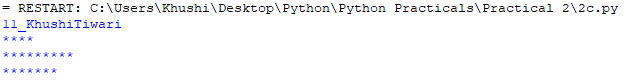 = RESTART: C:\Users\Khushi\Desktop\Python\Python Practicals\Practical 2\2c.py
11_KhushiTiwari
****
*********
*******